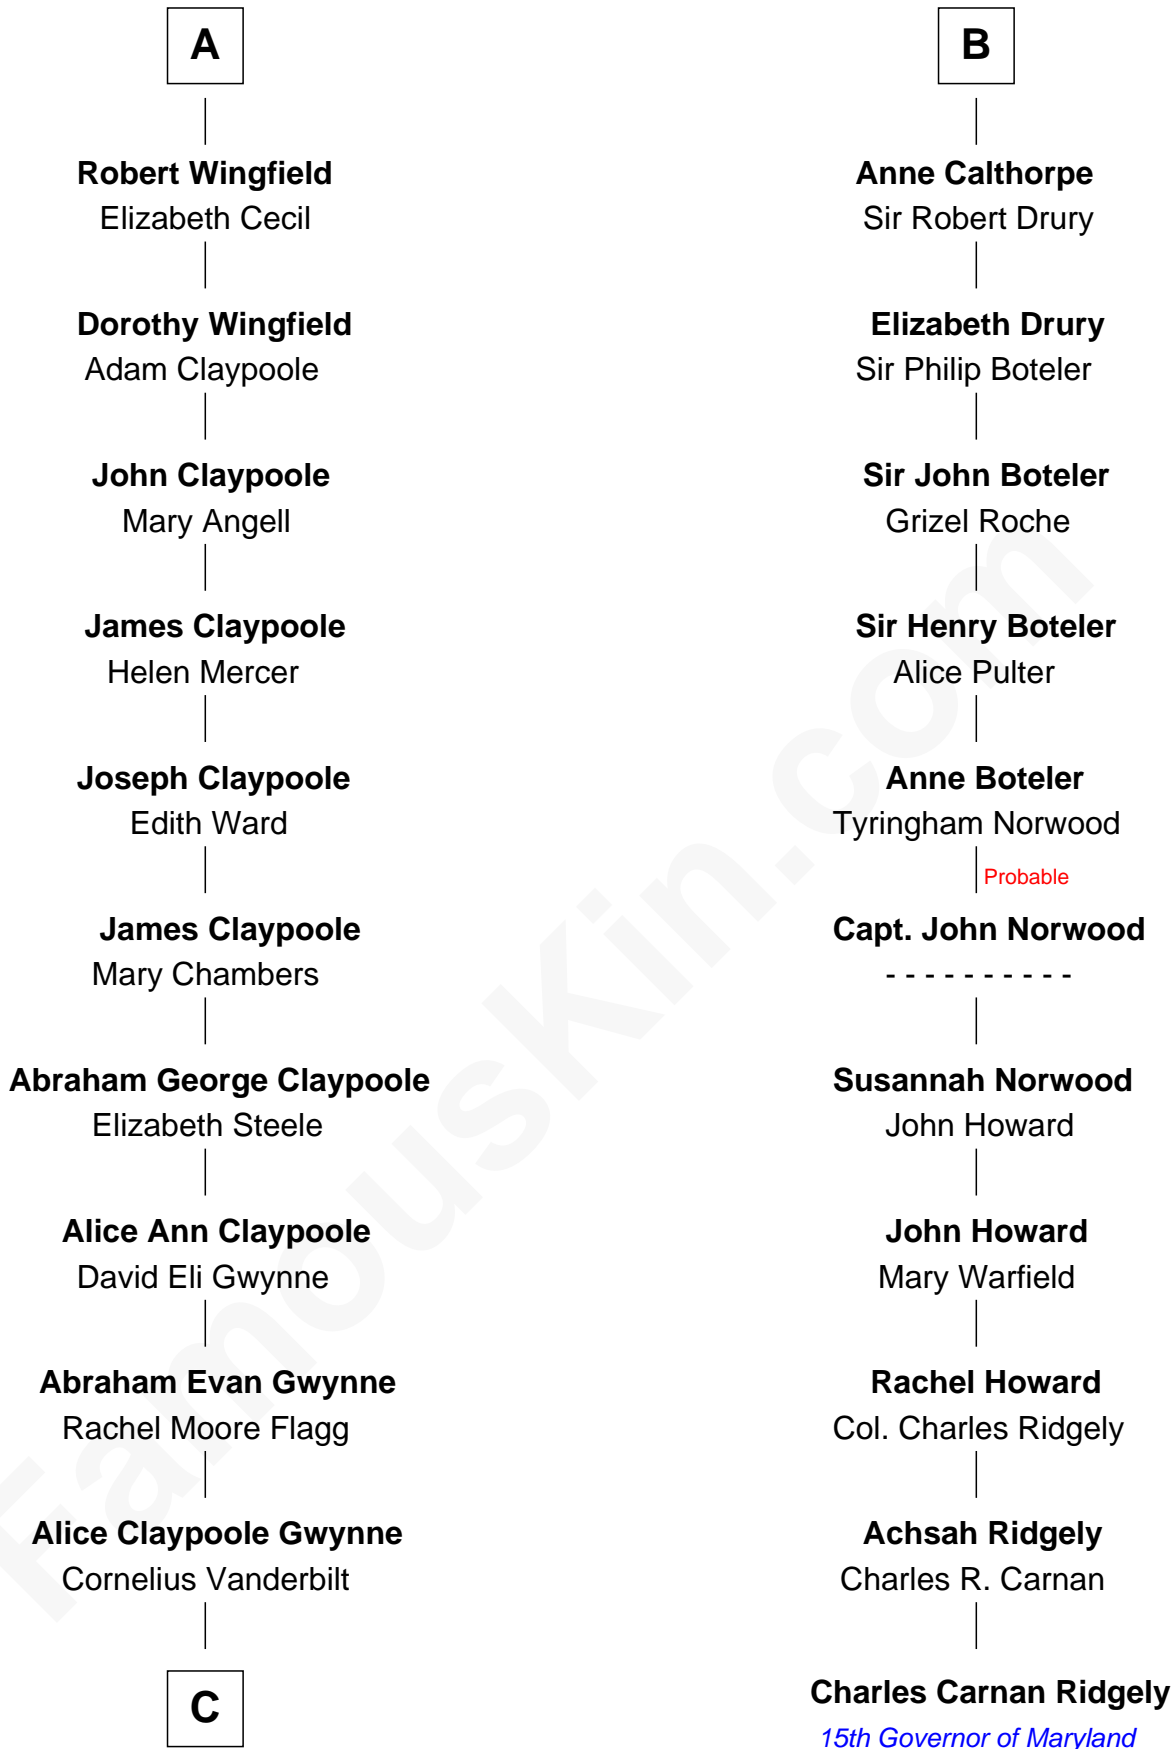 A
Robert Wingfield
Elizabeth Cecil
Dorothy Wingfield
Adam Claypoole
John Claypoole
Mary Angell
James Claypoole
Helen Mercer
Joseph Claypoole
Edith Ward
James Claypoole
Mary Chambers
Abraham George Claypoole
Elizabeth Steele
Alice Ann Claypoole
David Eli Gwynne
Abraham Evan Gwynne
Rachel Moore Flagg
Alice Claypoole Gwynne
Cornelius Vanderbilt
C
B
Anne Calthorpe
Sir Robert Drury
Elizabeth Drury
Sir Philip Boteler
Sir John Boteler
Grizel Roche
Sir Henry Boteler
Alice Pulter
Anne Boteler
Tyringham Norwood
Probable
Capt. John Norwood
- - - - - - - - - -
Susannah Norwood
John Howard
John Howard
Mary Warfield
Rachel Howard
Col. Charles Ridgely
Achsah Ridgely
Charles R. Carnan
Charles Carnan Ridgely
15th Governor of Maryland
FamousKin.com